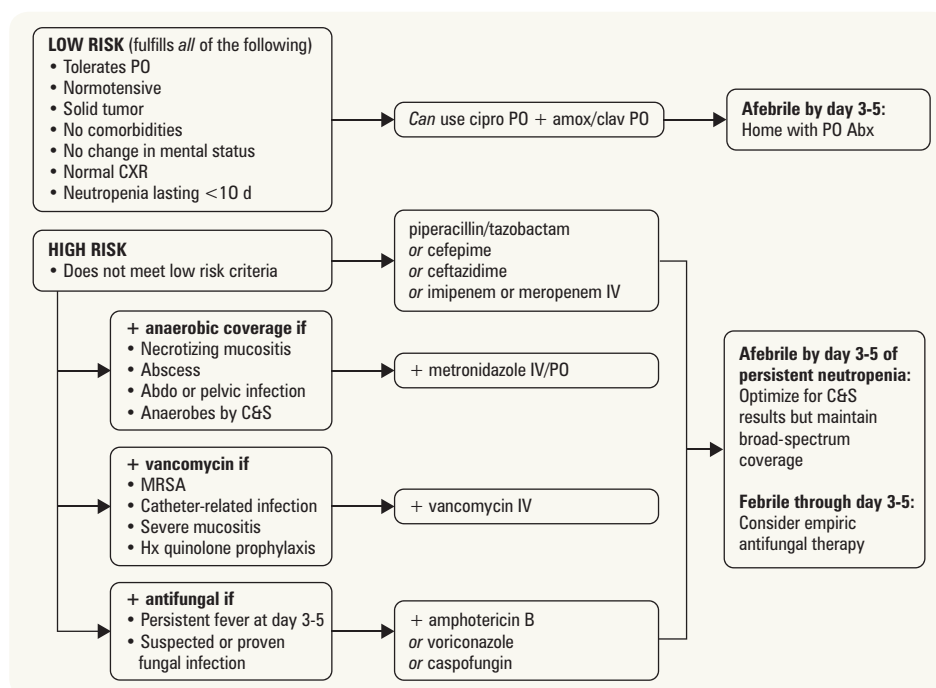 LOW RISK (fulfills all of the following)
• Tolerates PO
• Normotensive
• Solid tumor
• No comorbidities
• No change in mental status
• Normal CXR
• Neutropenia lasting <10 d
Can use cipro PO + amox/clav PO
Afebrile by day 3-5:
Home with PO Abx
HIGH RISK
• Does not meet low risk criteria
piperacillin/tazobactam
or cefepime
or ceftazidime
or imipenem or meropenem IV
+ anaerobic coverage if
• Necrotizing mucositis
• Abscess
• Abdo or pelvic infection
• Anaerobes by C&S
+ metronidazole IV/PO
+ vancomycin if
• MRSA
• Catheter-related infection
• Severe mucositis
• Hx quinolone prophylaxis
+ vancomycin IV
+ antifungal if
• Persistent fever at day 3-5
• Suspected or proven
fungal infection
+ amphotericin B
or voriconazole
or caspofungin
Afebrile by day 3-5 of
persistent neutropenia:
Optimize for C&S
results but maintain
broad-spectrum
coverage
Febrile through day 3-5:
Consider empiric
antifungal therapy